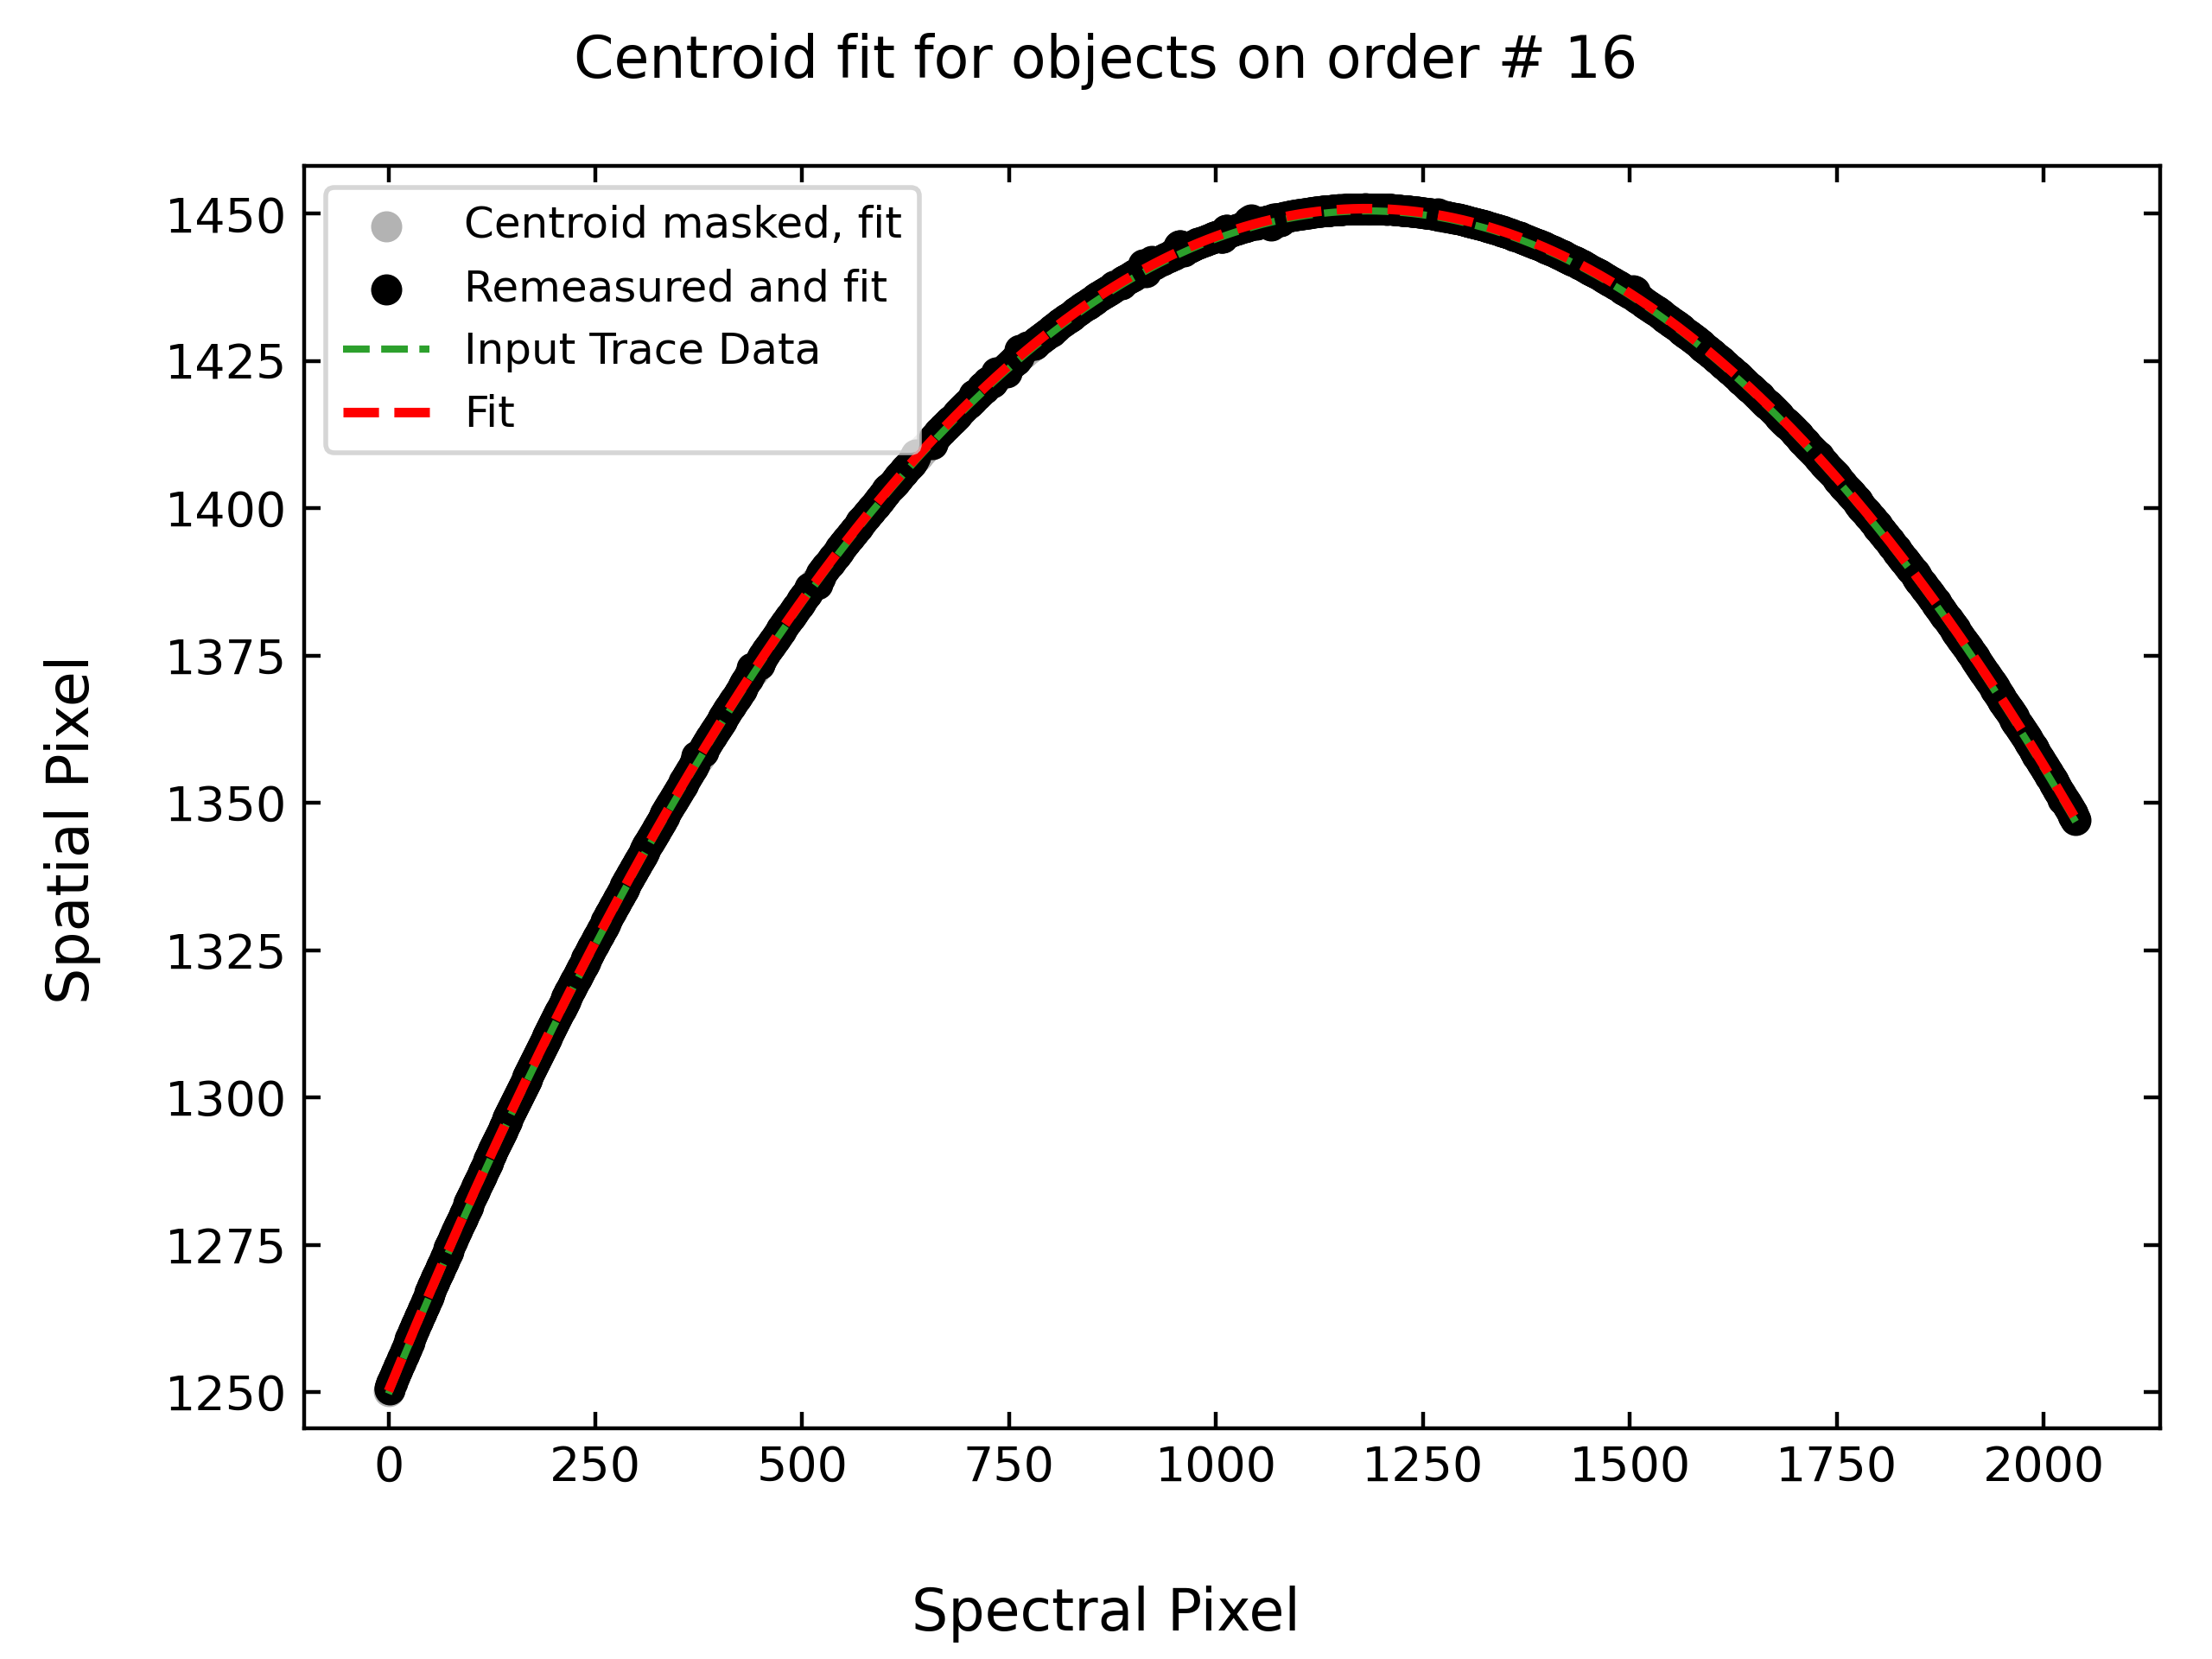 Centroid fit for objects on order # 16
Centroid masked, fit
Remeasured and fit
Input Trace Data
Fit
1450
1425
1400
1375
1350
1325
1300
1275
1250
Spatial Pixel
0 250 500 750 1000 1250 1500 1750 2000
Spectral Pixel